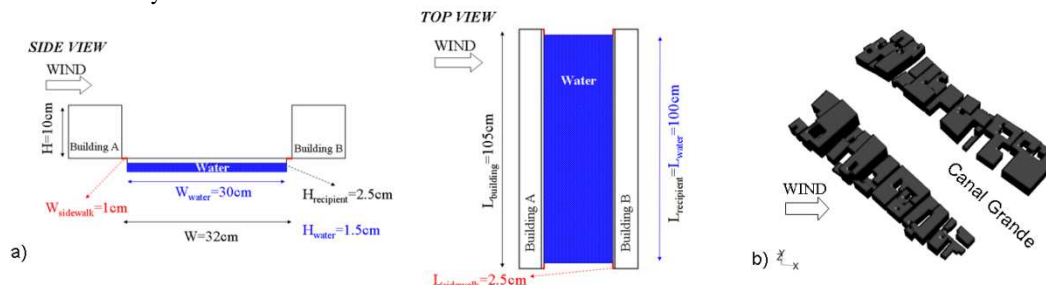 SIDE VIEW
WIND
H=10cm
Building A
Building B
Water
W_water=30cm
W_sidewalk=1cm
H_recipient=2.5cm
W=32cm
H_water=1.5cm
a)
TOP VIEW
WIND
Water
L_building=105cm
Building A
Building B
L_recipient=L_water=100cm
L_sidewalk=2.5cm
WIND
Canal Grande
b)
Z
X